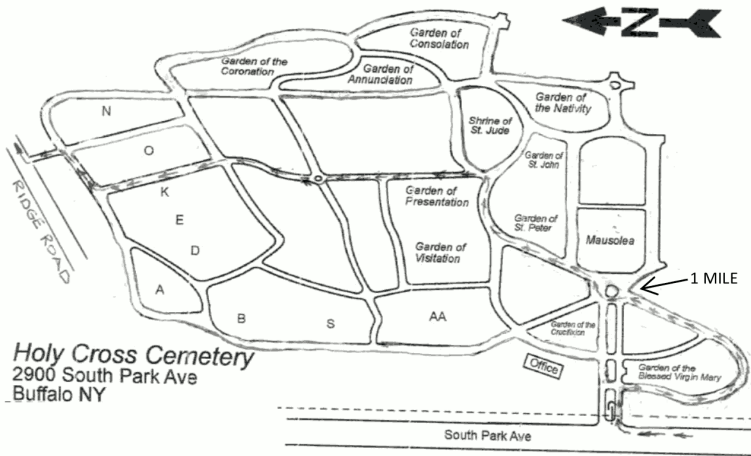 N
Garden of
Consolation
Garden of the
Coronation
Garden of
Annunciation
N
Garden of
the Nativity
Shrine of
St. Jude
O
Garden of
St. John
RIDGE ROAD
K
Garden of
Presentation
E
Garden of
St. Peter
Mausolea
D
Garden of
Visitation
1 MILE
A
B
S
AA
Garden of the
Crucifixion
Holy Cross Cemetery
2900 South Park Ave
Buffalo NY
Office
Garden of the
Blessed Virgin Mary
South Park Ave